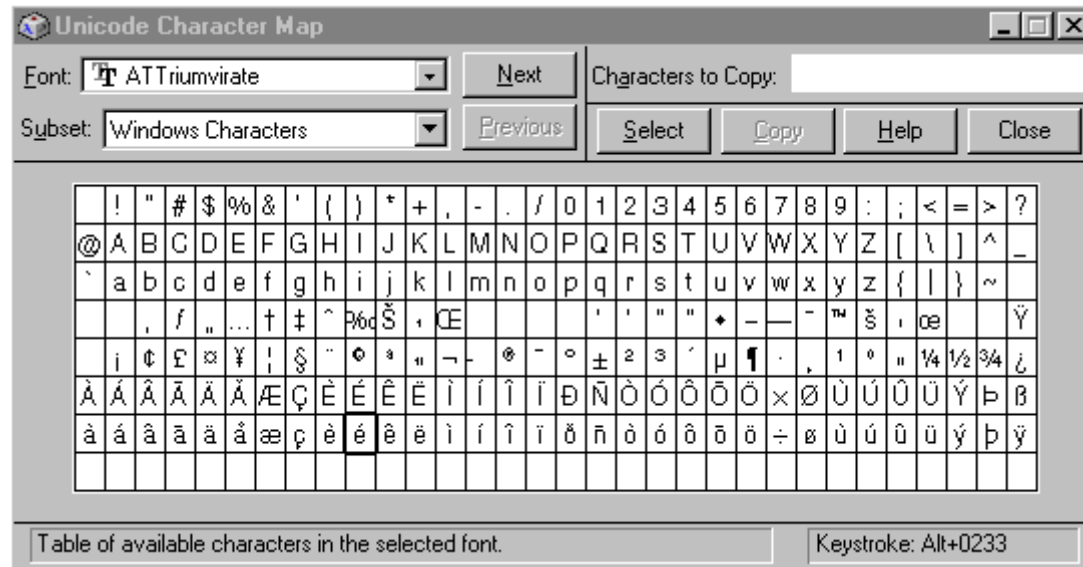 Unicode Character Map
Font: ATTriumvirate Next Characters to Copy:
Subset: Windows Characters Previous Select Copy Help Close
! " # $ % & ' ( ) * + , - . / 0 1 2 3 4 5 6 7 8 9 : ; < = > ?
@ A B C D E F G H I J K L M N O P Q R S T U V W X Y Z [ \ ] ^ _
` a b c d e f g h i j k l m n o p q r s t u v w x y z { | } ~
‚ ƒ „ … † ‡ ˆ ‰ Š ‹ Œ ‘ ’ “ ” • – — ˜ ™ š › œ Ÿ
¡ ¢ £ ¤ ¥ ¦ § ¨ © ª « ¬ - ® ¯ ° ± ² ³ ´ µ ¶ · ¸ ¹ º » ¼ ½ ¾ ¿
À Á Â Ã Ä Å Æ Ç È É Ê Ë Ì Í Î Ï Ð Ñ Ò Ó Ô Õ Ö × Ø Ù Ú Û Ü Ý Þ ß
à á â ã ä å æ ç è é ê ë ì í î ï ð ñ ò ó ô õ ö ÷ ø ù ú û ü ý þ ÿ
Table of available characters in the selected font. Keystroke: Alt+0233